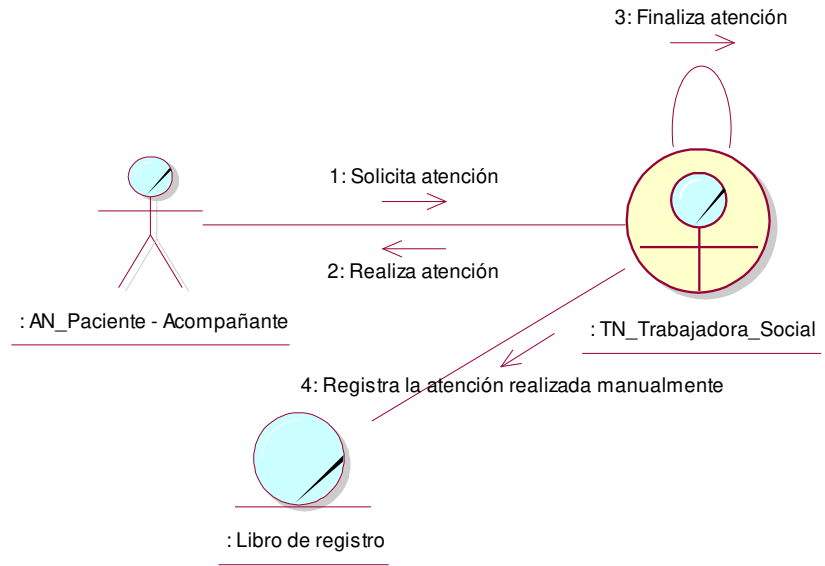 3: Finaliza atención
1: Solicita atención
2: Realiza atención
: AN_Paciente - Acompañante
: TN_Trabajadora_Social
4: Registra la atención realizada manualmente
: Libro de registro